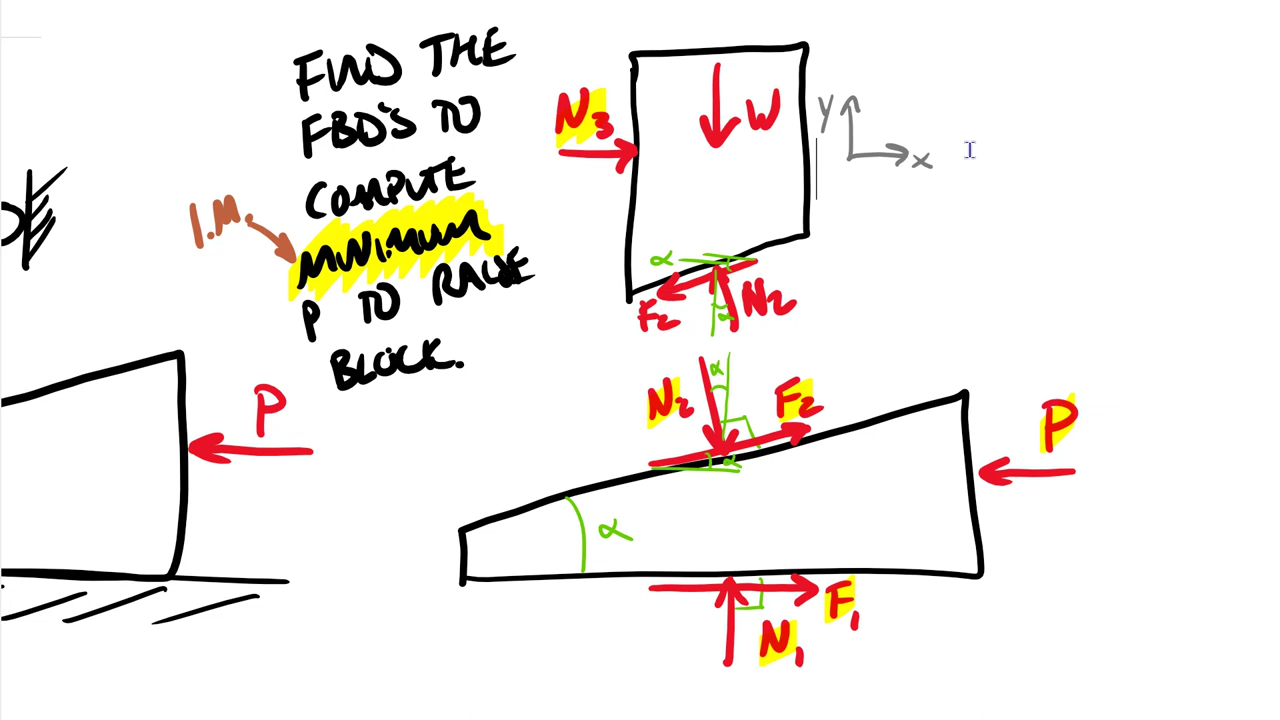 FIND THE
FBD'S TO
COMPUTE
MINIMUM
P TO RAISE
BLOCK.
I.M.
P
N3
W
y
x
α
F2
N2
α
N2
α
F2
α
P
α
F1
N1